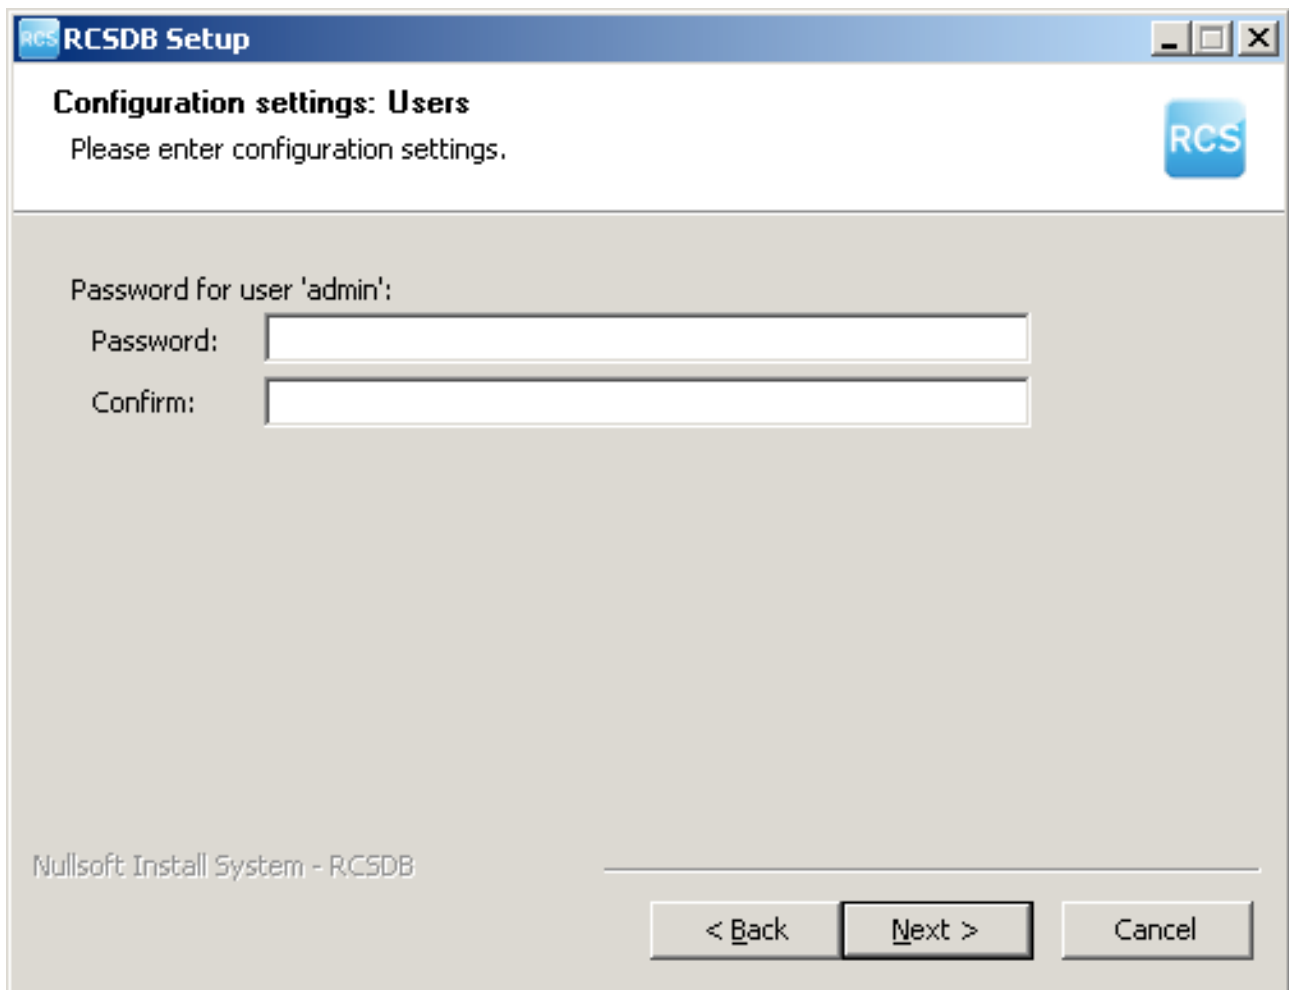 RCS RCSDB Setup
Configuration settings: Users
Please enter configuration settings.
RCS
Password for user 'admin':
Password:
Confirm:
Nullsoft Install System - RCSDB
< Back
Next >
Cancel